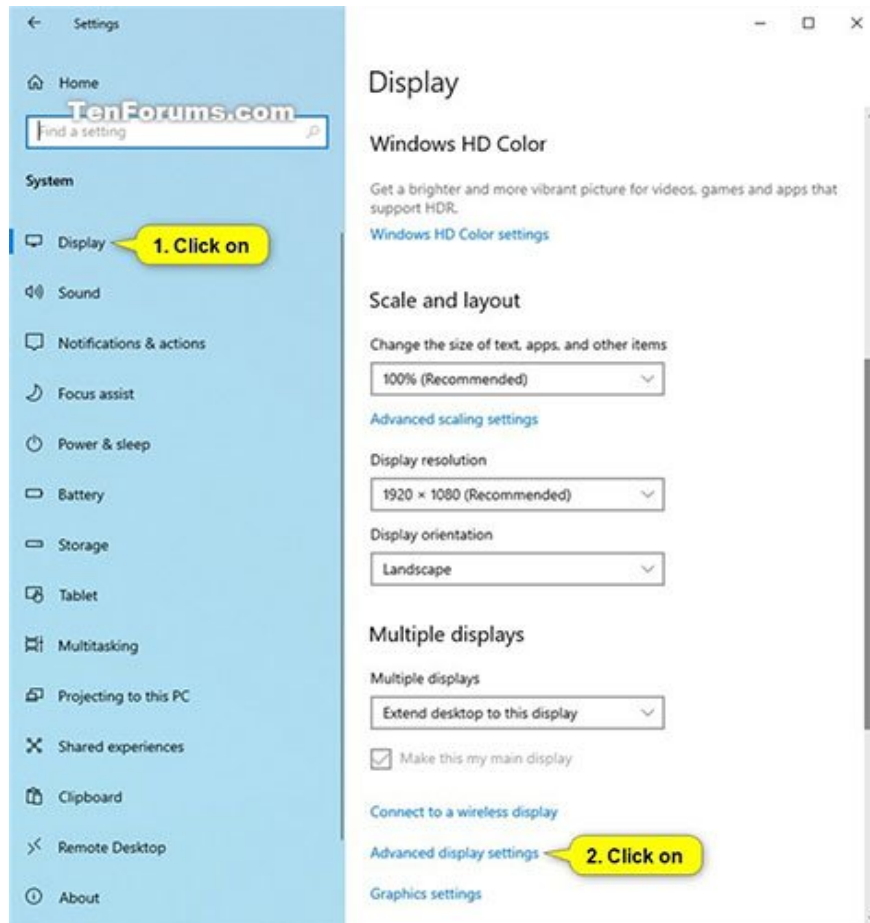 Settings
Home
TenForums.com
Find a setting
System
Display
1. Click on
Sound
Notifications & actions
Focus assist
Power & sleep
Battery
Storage
Tablet
Multitasking
Projecting to this PC
Shared experiences
Clipboard
Remote Desktop
About
Display
Windows HD Color
Get a brighter and more vibrant picture for videos, games and apps that
support HDR.
Windows HD Color settings
Scale and layout
Change the size of text, apps, and other items
100% (Recommended)
Advanced scaling settings
Display resolution
1920 × 1080 (Recommended)
Display orientation
Landscape
Multiple displays
Multiple displays
Extend desktop to this display
Make this my main display
Connect to a wireless display
Advanced display settings
2. Click on
Graphics settings